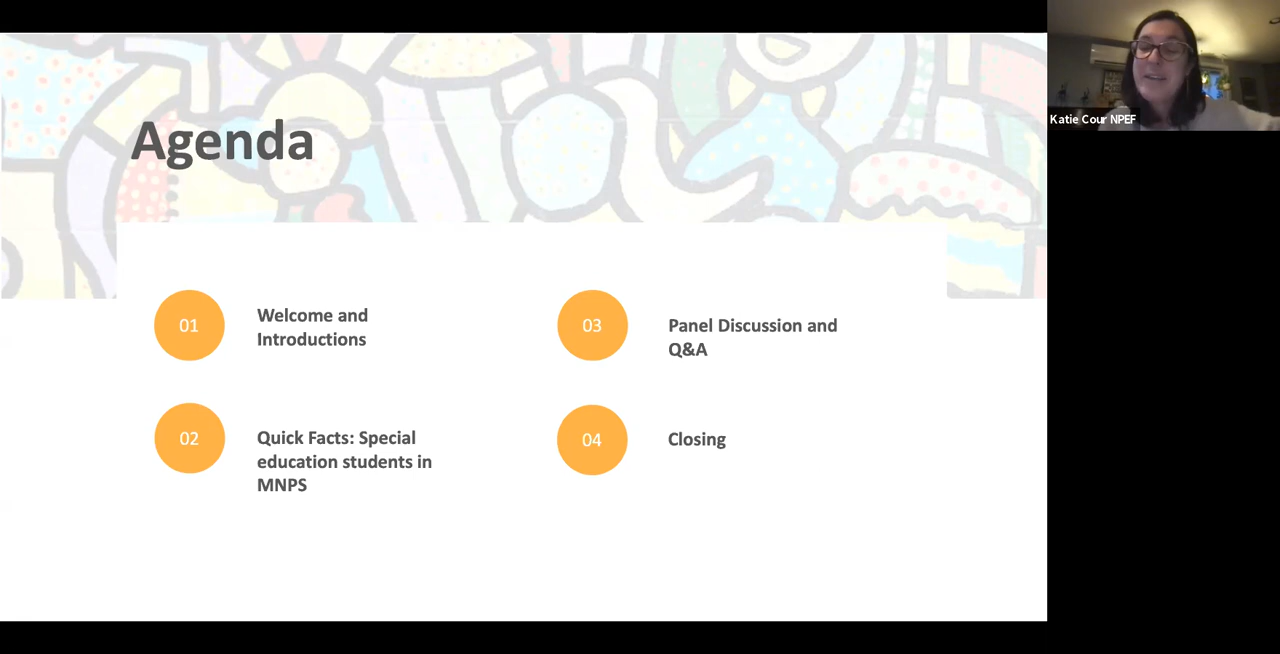 Agenda
01
Welcome and
Introductions
02
Quick Facts: Special
education students in
MNPS
03
Panel Discussion and
Q&A
04
Closing
Katie Cour NPEF